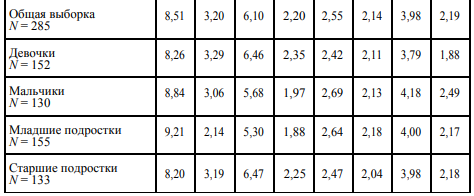 Общая выборка 8,51 3,20 6,10 2,20 2,55 2,14 3,98 2,19
N = 285
Девочки 8,26 3,29 6,46 2,35 2,42 2,11 3,79 1,88
N = 152
Мальчики 8,84 3,06 5,68 1,97 2,69 2,13 4,18 2,49
N = 130
Младшие подростки 9,21 2,14 5,30 1,88 2,64 2,18 4,00 2,17
N = 155
Старшие подростки 8,20 3,19 6,47 2,25 2,47 2,04 3,98 2,18
N = 133